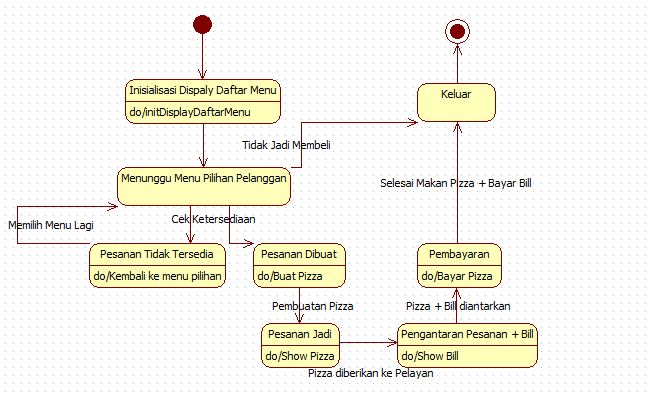 Inisialisasi Dispaly Daftar Menu
do/initDisplayDaftarMenu
Keluar
Tidak Jadi Membeli
Menunggu Menu Pilihan Pelanggan
Selesai Makan Pizza + Bayar Bill
Memilih Menu Lagi
Cek Ketersediaan
Pesanan Tidak Tersedia
do/Kembali ke menu pilihan
Pesanan Dibuat
do/Buat Pizza
Pembayaran
do/Bayar Pizza
Pembuatan Pizza
Pizza + Bill diantarkan
Pesanan Jadi
do/Show Pizza
Pengantaran Pesanan + Bill
do/Show Bill
Pizza diberikan ke Pelayan